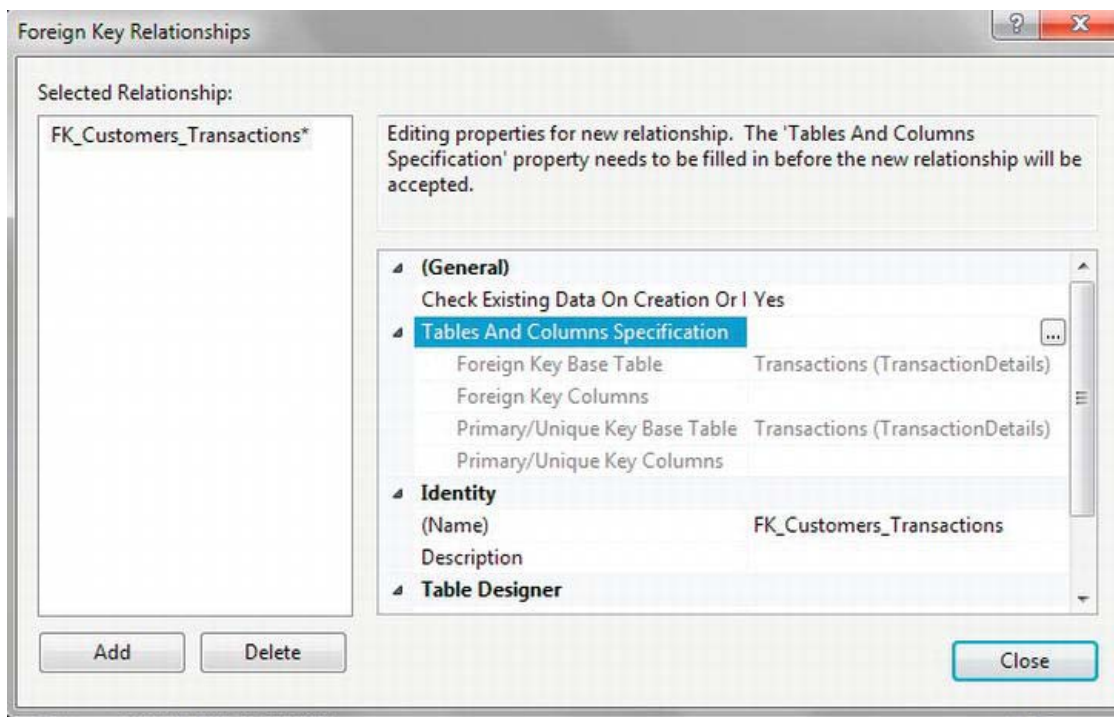 Foreign Key Relationships
?
X
Selected Relationship:
FK_Customers_Transactions*
Editing properties for new relationship. The 'Tables And Columns
Specification' property needs to be filled in before the new relationship will be
accepted.
(General)
Check Existing Data On Creation Or I Yes
Tables And Columns Specification ...
Foreign Key Base Table Transactions (TransactionDetails)
Foreign Key Columns
Primary/Unique Key Base Table Transactions (TransactionDetails)
Primary/Unique Key Columns
Identity
(Name) FK_Customers_Transactions
Description
Table Designer
Add Delete
Close